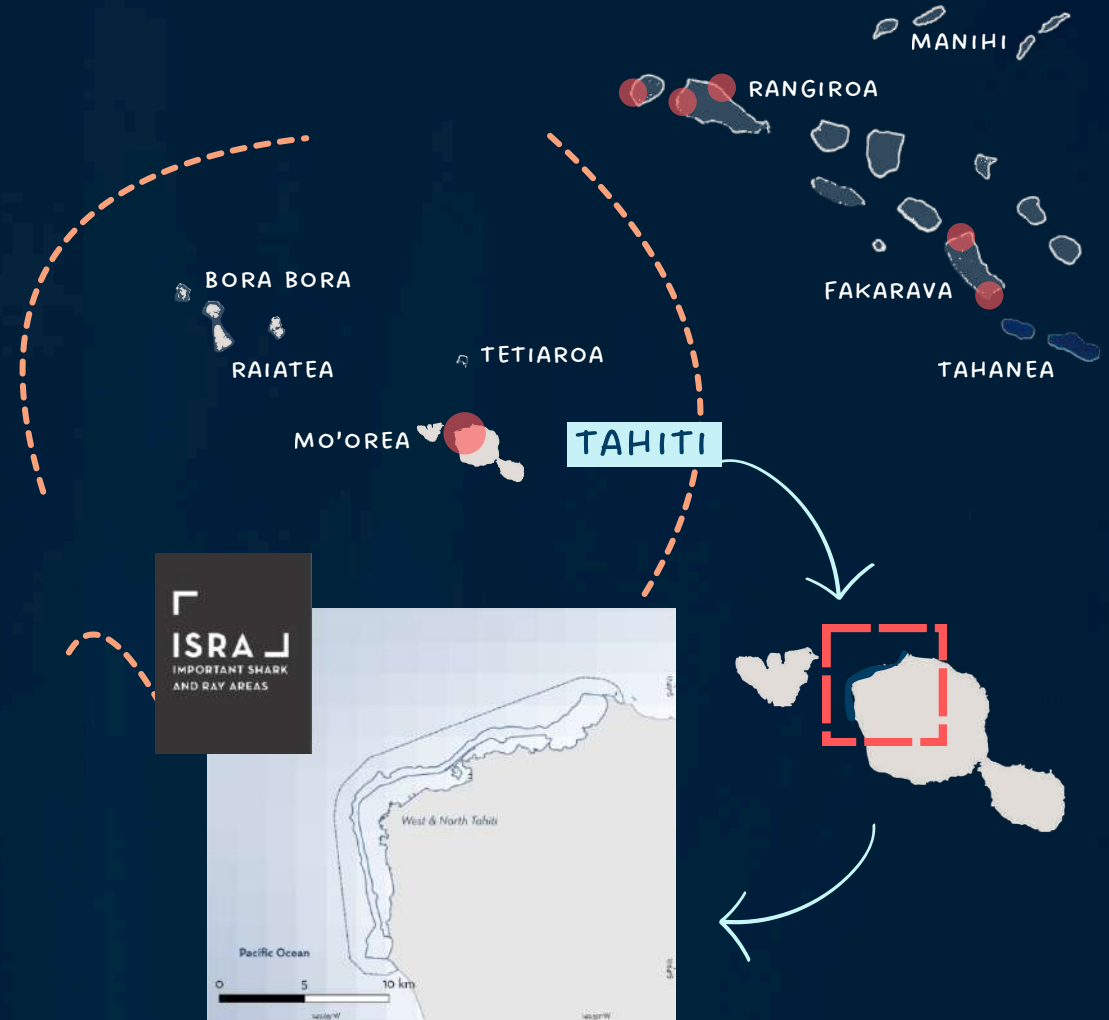 MANIHI
RANGIROA
BORA BORA
FAKARAVA
RAIATEA
TETIAROA
TAHANEA
MO'OREA
TAHITI
ISRA
IMPORTANT SHARK
AND RAY AREAS
West & North Tahiti
Pacific Ocean
0 5 10 km